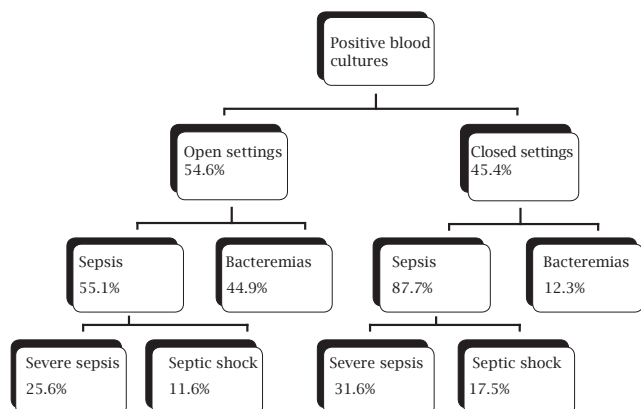 Positive blood
cultures
Open settings
54.6%
Closed settings
45.4%
Sepsis
55.1%
Bacteremias
44.9%
Sepsis
87.7%
Bacteremias
12.3%
Severe sepsis
25.6%
Septic shock
11.6%
Severe sepsis
31.6%
Septic shock
17.5%